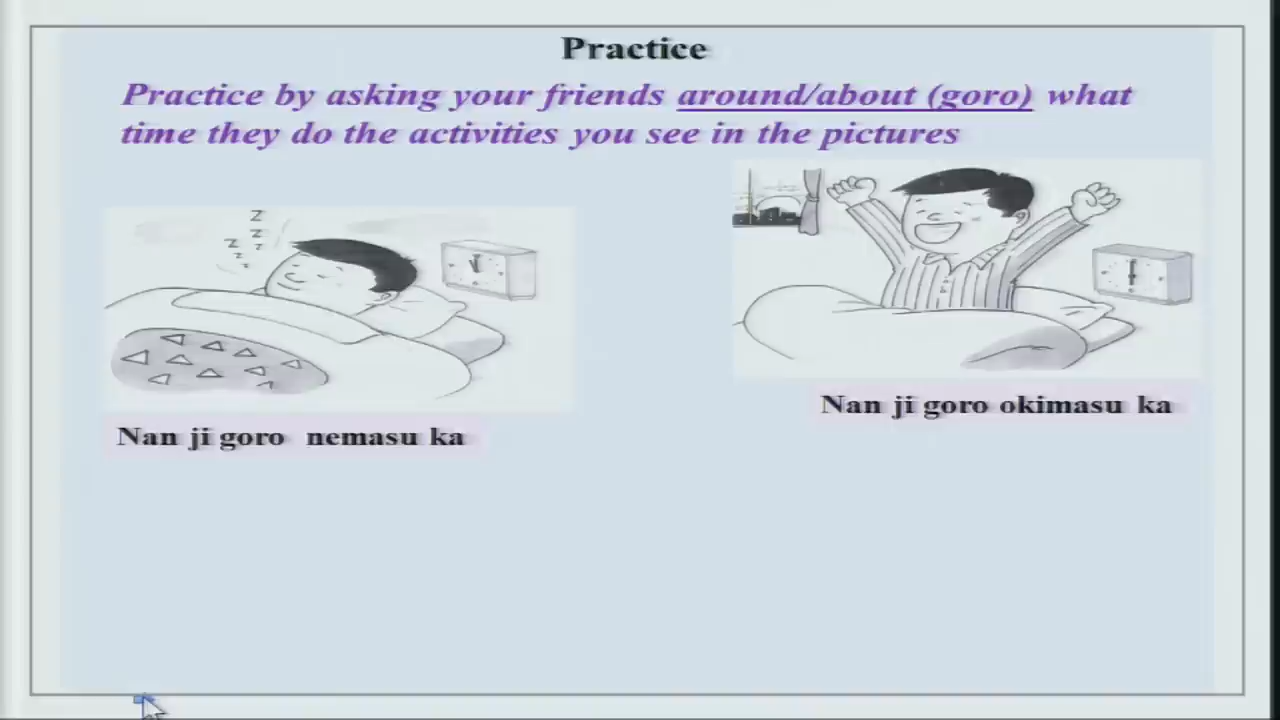 Practice
Practice by asking your friends around/about (goro) what
time they do the activities you see in the pictures
z
z
z z
z
z
Nan ji goro okimasu ka
Nan ji goro nemasu ka